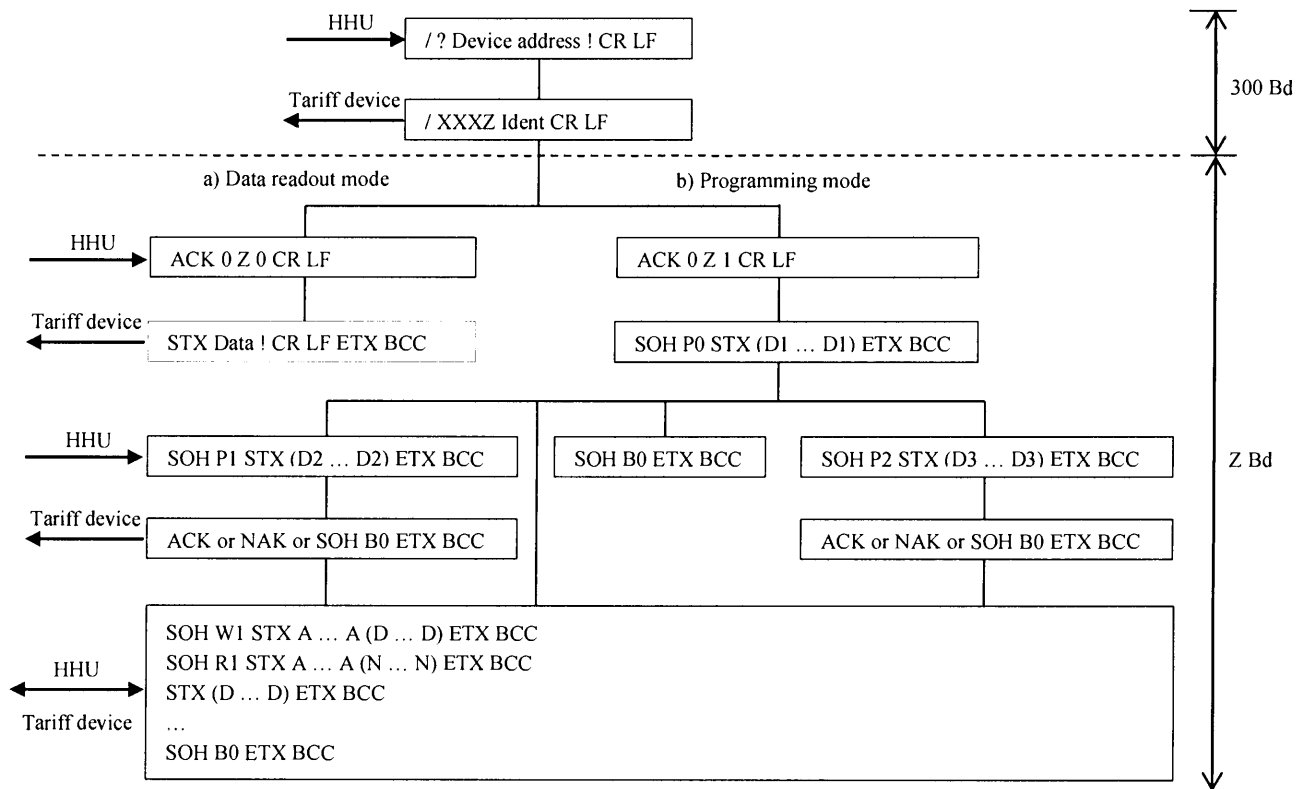 HHU
/ ? Device address ! CR LF
Tariff device
/ XXXZ Ident CR LF
300 Bd
a) Data readout mode
b) Programming mode
HHU
ACK 0 Z 0 CR LF
ACK 0 Z 1 CR LF
Tariff device
STX Data ! CR LF ETX BCC
SOH P0 STX (D1 ... D1) ETX BCC
HHU
SOH P1 STX (D2 ... D2) ETX BCC
SOH B0 ETX BCC
SOH P2 STX (D3 ... D3) ETX BCC
Z Bd
Tariff device
ACK or NAK or SOH B0 ETX BCC
ACK or NAK or SOH B0 ETX BCC
SOH W1 STX A ... A (D ... D) ETX BCC
SOH R1 STX A ... A (N ... N) ETX BCC
HHU
STX (D ... D) ETX BCC
Tariff device
...
SOH B0 ETX BCC